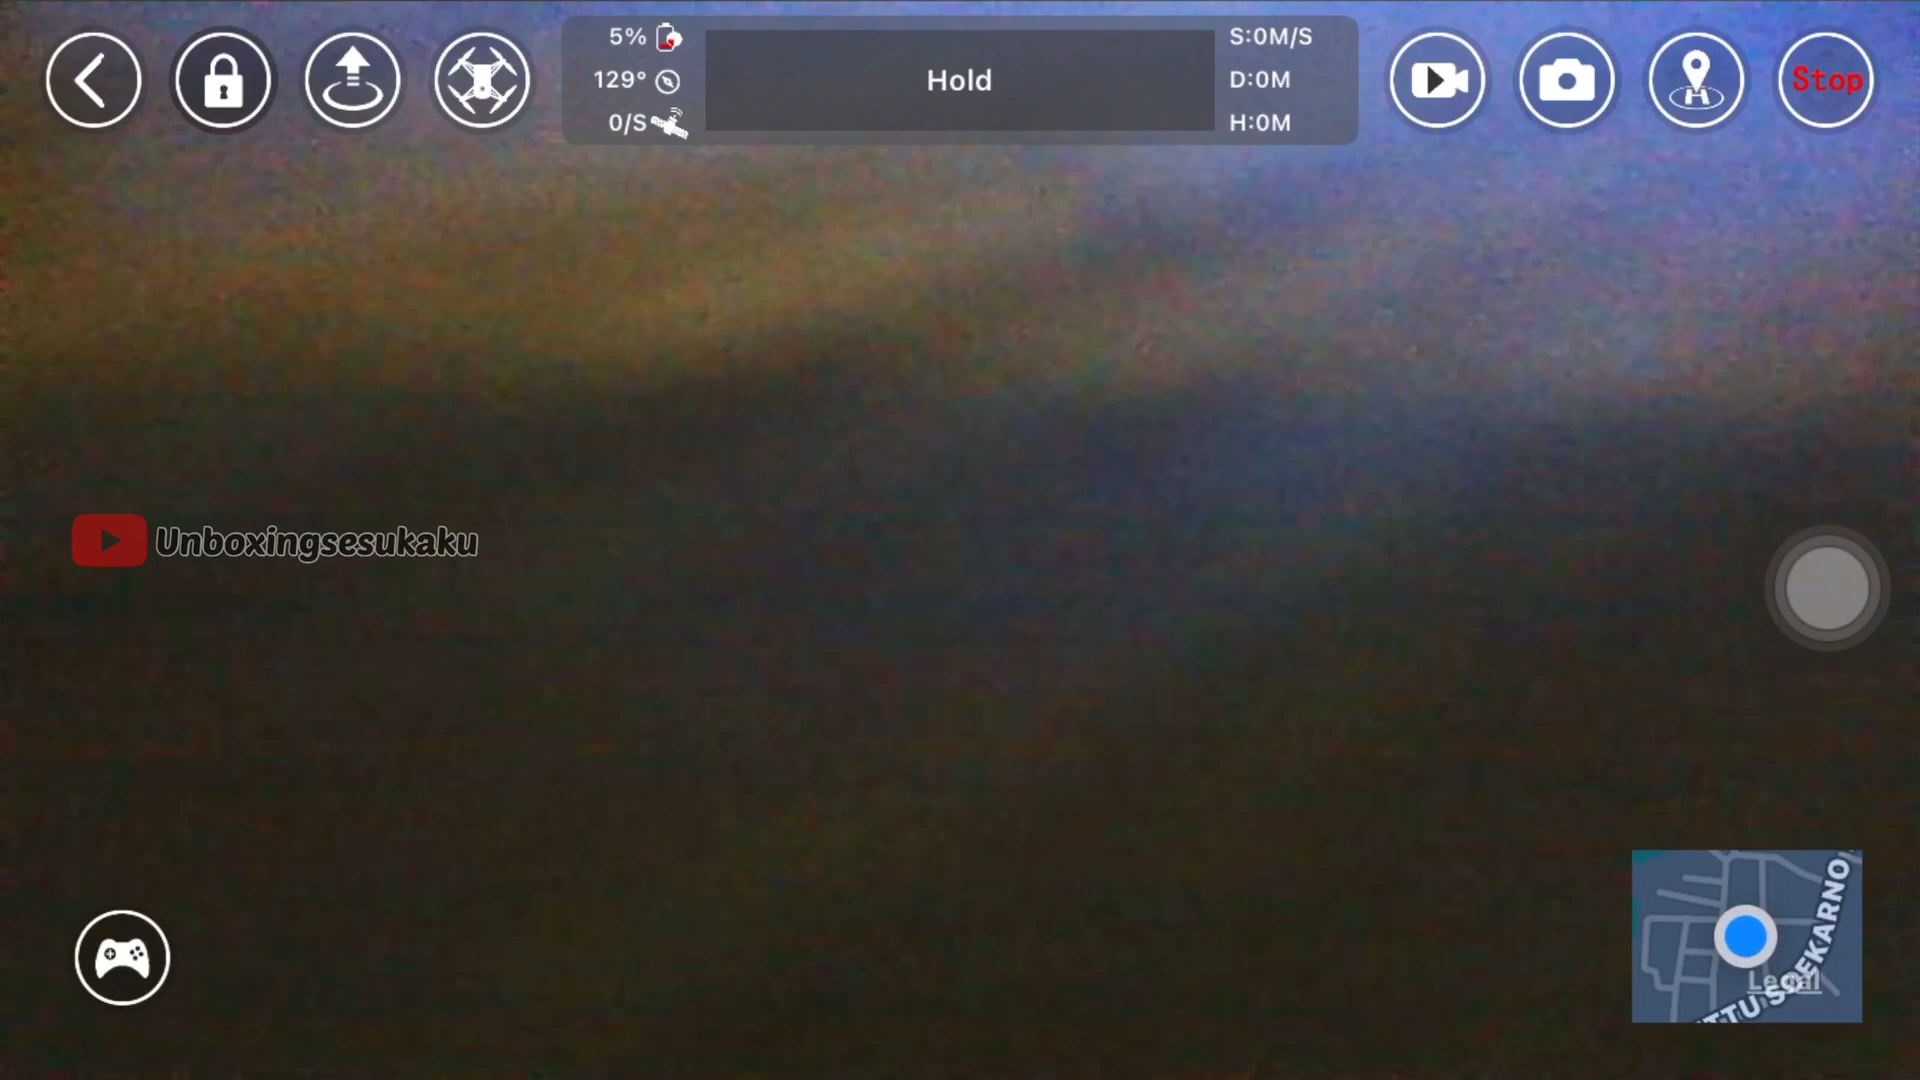 5%
129°
0/S
Hold
S:0M/S
D:0M
H:0M
Stop
Unboxingsesukaku
Legal